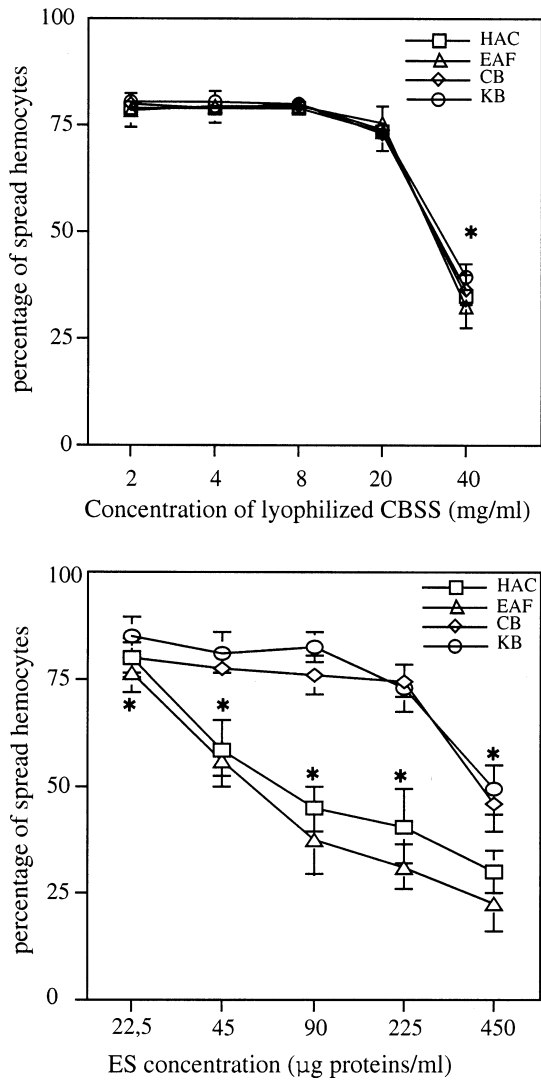 100
HAC
EAF
CB
KB
75
50
*
25
0
percentage of spread hemocytes
2 4 8 20 40
Concentration of lyophilized CBSS (mg/ml)
100
HAC
EAF
CB
KB
75
* *
50
* * *
25
0
percentage of spread hemocytes
22,5 45 90 225 450
ES concentration (μg proteins/ml)